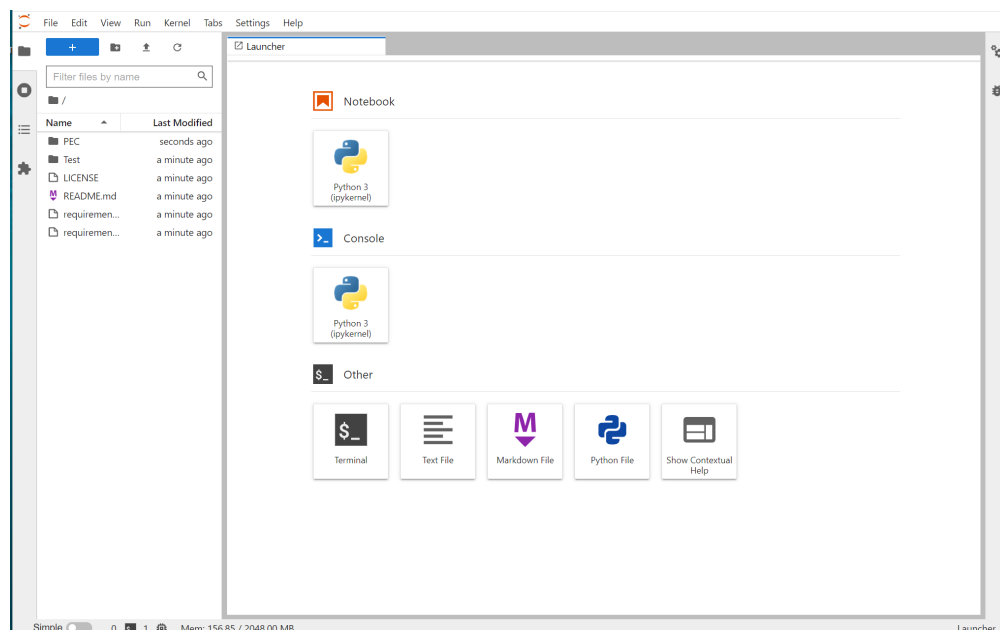 File Edit View Run Kernel Tabs Settings Help
+
Launcher
Filter files by name
/
Name Last Modified
PEC seconds ago
Test a minute ago
LICENSE a minute ago
README.md a minute ago
requiremen... a minute ago
requiremen... a minute ago
Notebook
Python 3
(ipykernel)
Console
Python 3
(ipykernel)
$_ Other
$_
M
Terminal Text File Markdown File Python File Show Contextual
Help
Simple 0 $_ 1 Mem: 156.85 / 2048.00 MB Launcher